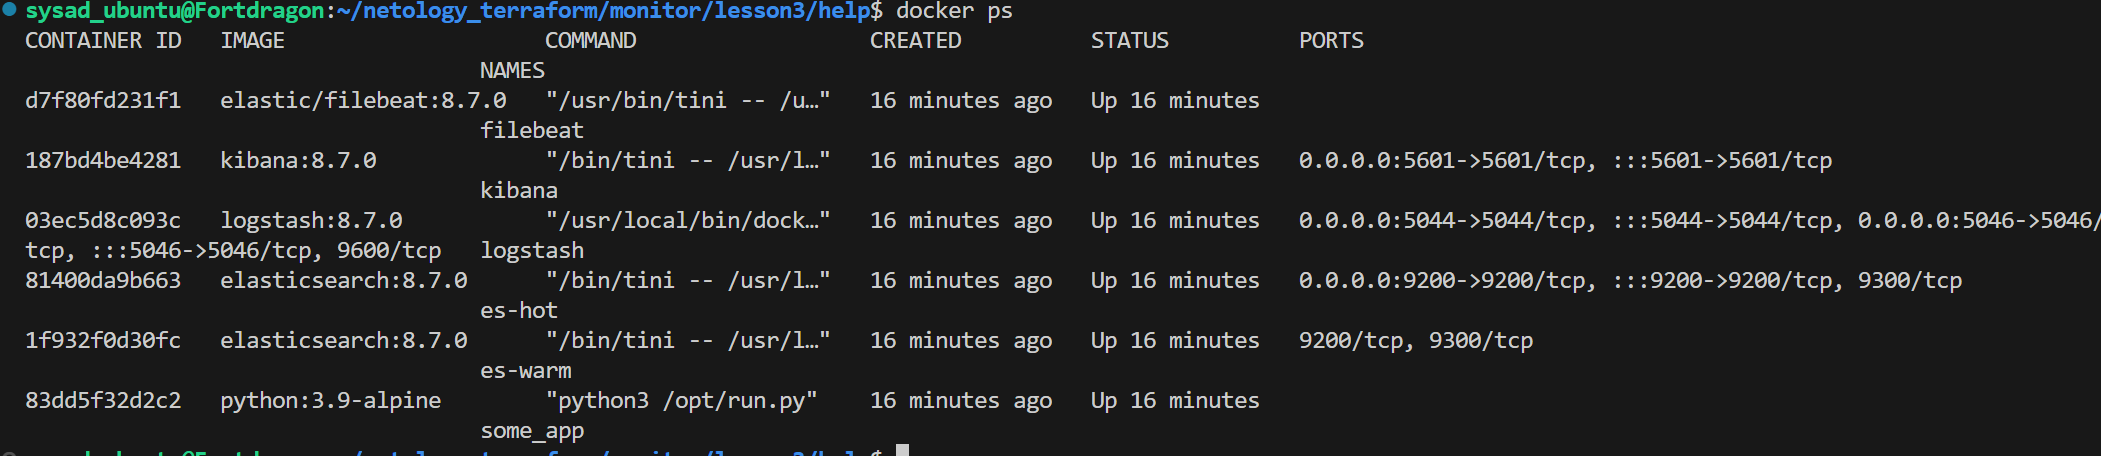 sysad_ubuntu@Fortdragon:~/netology_terraform/monitor/lesson3/help$ docker ps
CONTAINER ID   IMAGE                    COMMAND                  CREATED          STATUS          PORTS
                                   NAMES
d7f80fd231f1   elastic/filebeat:8.7.0   "/usr/bin/tini -- /u…"   16 minutes ago   Up 16 minutes
                                   filebeat
187bd4be4281   kibana:8.7.0             "/bin/tini -- /usr/l…"   16 minutes ago   Up 16 minutes   0.0.0.0:5601->5601/tcp, :::5601->5601/tcp
                                   kibana
03ec5d8c093c   logstash:8.7.0           "/usr/local/bin/dock…"   16 minutes ago   Up 16 minutes   0.0.0.0:5044->5044/tcp, :::5044->5044/tcp, 0.0.0.0:5046->5046/
tcp, :::5046->5046/tcp, 9600/tcp   logstash
81400da9b663   elasticsearch:8.7.0      "/bin/tini -- /usr/l…"   16 minutes ago   Up 16 minutes   0.0.0.0:9200->9200/tcp, :::9200->9200/tcp, 9300/tcp
                                   es-hot
1f932f0d30fc   elasticsearch:8.7.0      "/bin/tini -- /usr/l…"   16 minutes ago   Up 16 minutes   9200/tcp, 9300/tcp
                                   es-warm
83dd5f32d2c2   python:3.9-alpine        "python3 /opt/run.py"    16 minutes ago   Up 16 minutes
                                   some_app
sysad_ubuntu@Fortdragon:~/netology_terraform/monitor/lesson3/help$